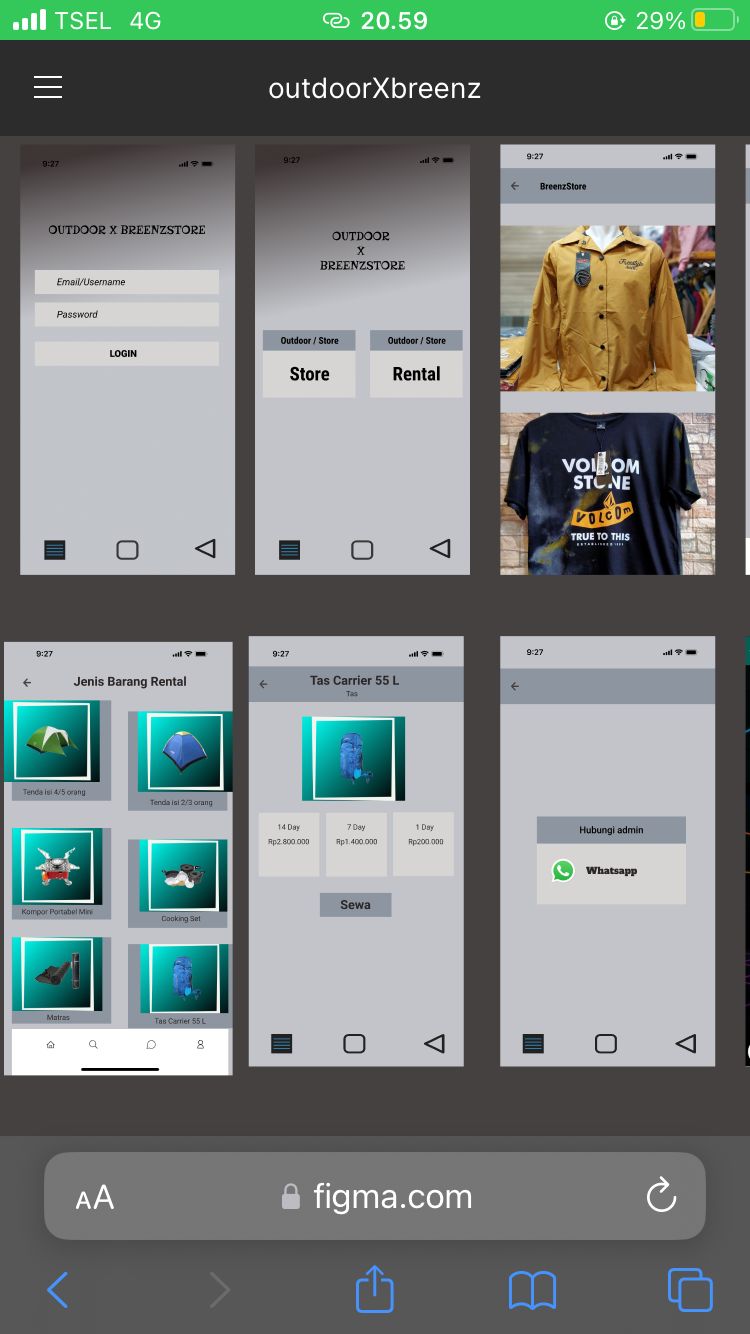 TSEL 4G
20.59
29%
outdoorXbreenz
9:27
OUTDOOR X BREENZSTORE
Email/Username
Password
LOGIN
9:27
OUTDOOR
X
BREENZSTORE
Outdoor / Store
Store
Outdoor / Store
Rental
9:27
BreenzStore
VOLCOM
STONE
VOLCOM
TRUE TO THIS
9:27
Jenis Barang Rental
Tenda isi 4/5 orang
Tenda isi 2/3 orang
Kompor Portabel Mini
Cooking Set
Matras
Tas Carrier 55 L
9:27
Tas Carrier 55 L
Tas
14 Day
Rp2.800.000
7 Day
Rp1.400.000
1 Day
Rp200.000
Sewa
9:27
Hubungi admin
Whatsapp
AA
figma.com